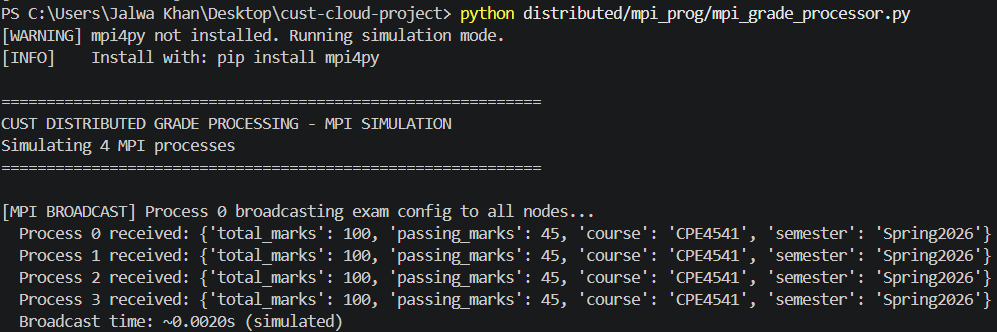 PS C:\Users\Jalwa Khan\Desktop\cust-cloud-project> python distributed/mpi_prog/mpi_grade_processor.py
[WARNING] mpi4py not installed. Running simulation mode.
[INFO]    Install with: pip install mpi4py
============================================================
CUST DISTRIBUTED GRADE PROCESSING - MPI SIMULATION
Simulating 4 MPI processes
============================================================
[MPI BROADCAST] Process 0 broadcasting exam config to all nodes...
  Process 0 received: {'total_marks': 100, 'passing_marks': 45, 'course': 'CPE4541', 'semester': 'Spring2026'}
  Process 1 received: {'total_marks': 100, 'passing_marks': 45, 'course': 'CPE4541', 'semester': 'Spring2026'}
  Process 2 received: {'total_marks': 100, 'passing_marks': 45, 'course': 'CPE4541', 'semester': 'Spring2026'}
  Process 3 received: {'total_marks': 100, 'passing_marks': 45, 'course': 'CPE4541', 'semester': 'Spring2026'}
  Broadcast time: ~0.0020s (simulated)